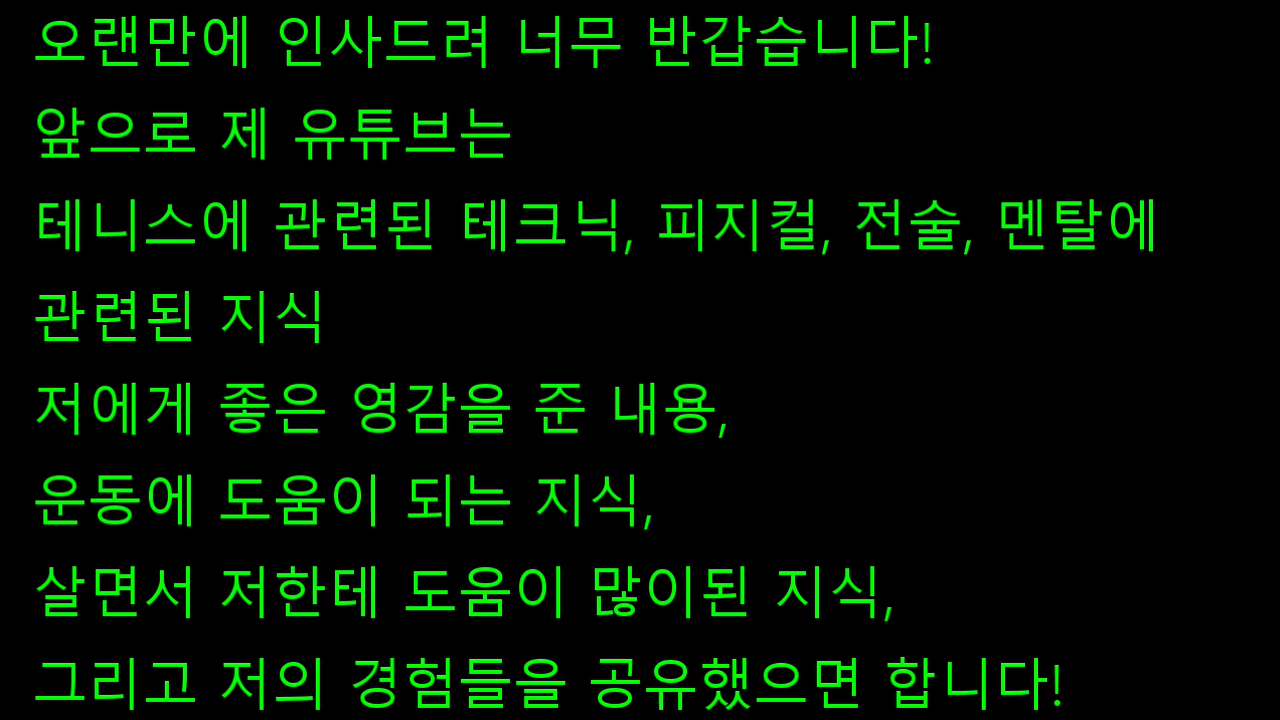 오랜만에 인사드려 너무 반갑습니다!
앞으로 제 유튜브는
테니스에 관련된 테크닉, 피지컬, 전술, 멘탈에
관련된 지식
저에게 좋은 영감을 준 내용,
운동에 도움이 되는 지식,
살면서 저한테 도움이 많이된 지식,
그리고 저의 경험들을 공유했으면 합니다!